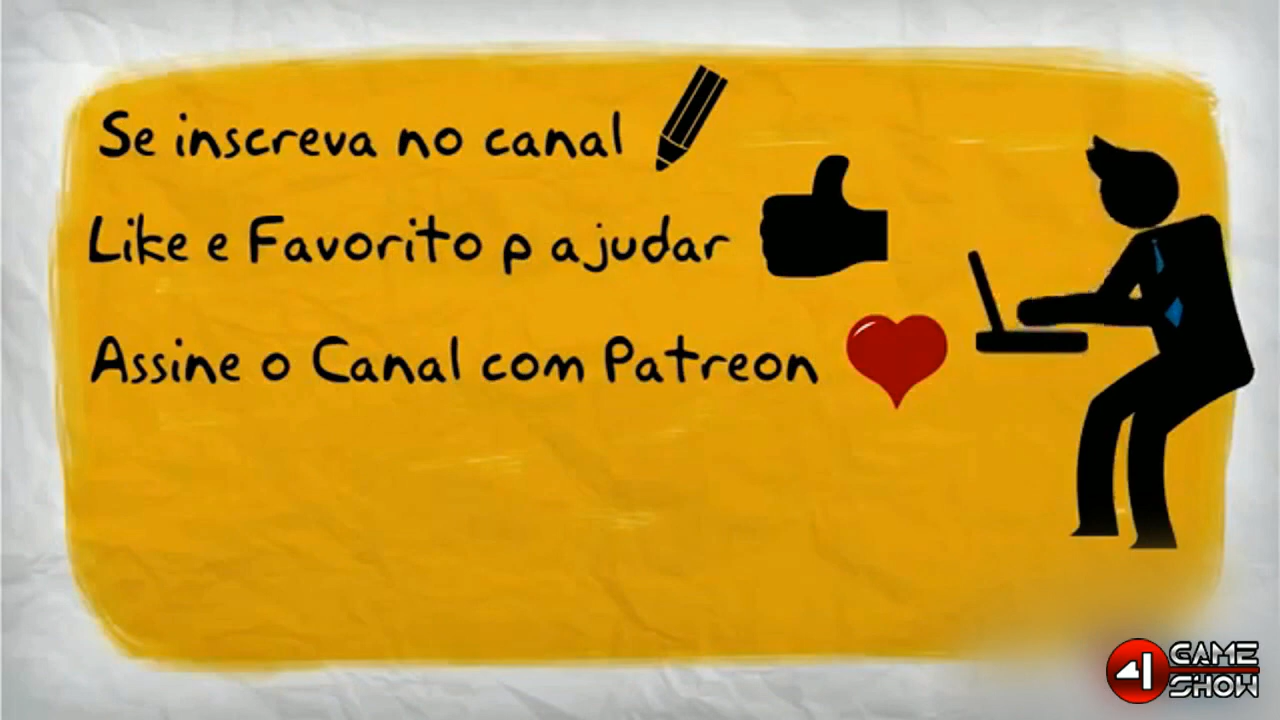 Se inscreva no canal
Like e Favorito p ajudar
Assine o Canal com Patreon
4 GAME
SHOW